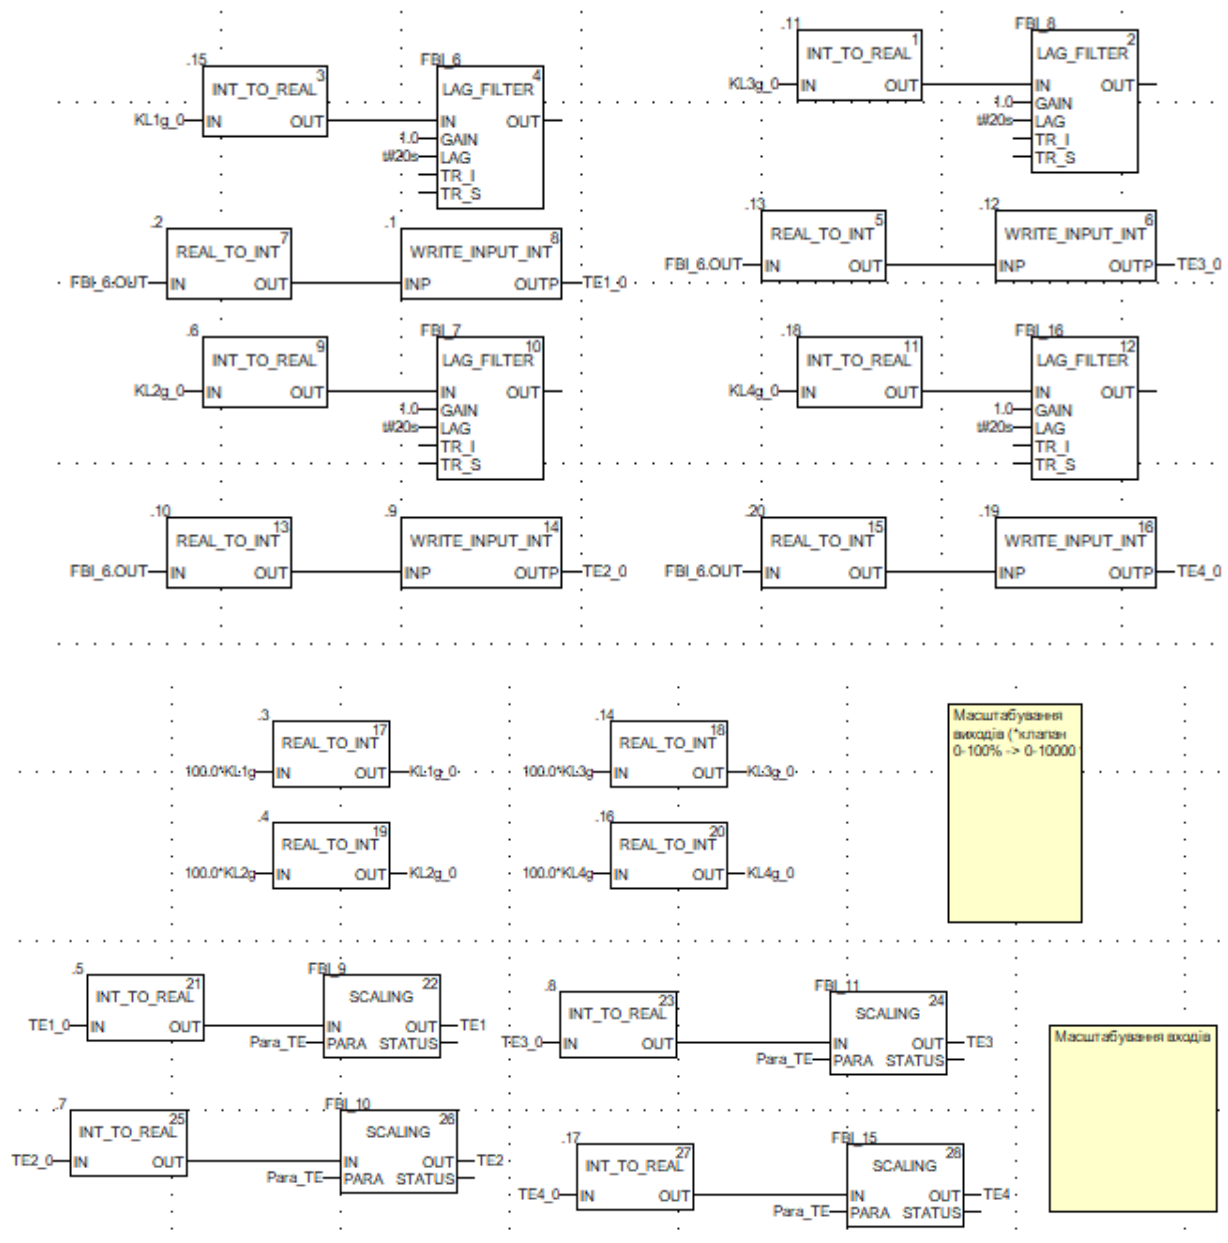 .15
INT_TO_REAL 3
KL1g_0 IN OUT
FBI_6
LAG_FILTER 4
IN OUT
1.0 GAIN
t#20s LAG
TR_I
TR_S
.11
INT_TO_REAL 1
KL3g_0 IN OUT
FBI_8
LAG_FILTER 2
IN OUT
1.0 GAIN
t#20s LAG
TR_I
TR_S
.2
REAL_TO_INT 7
FBI_6.OUT IN OUT
.1
WRITE_INPUT_INT 8
INP OUTP TE1_0
.13
REAL_TO_INT 5
FBI_6.OUT IN OUT
.12
WRITE_INPUT_INT 6
INP OUTP TE3_0
.6
INT_TO_REAL 9
KL2g_0 IN OUT
FBI_7
LAG_FILTER 10
IN OUT
1.0 GAIN
t#20s LAG
TR_I
TR_S
.18
INT_TO_REAL 11
KL4g_0 IN OUT
FBI_16
LAG_FILTER 12
IN OUT
1.0 GAIN
t#20s LAG
TR_I
TR_S
.10
REAL_TO_INT 13
FBI_6.OUT IN OUT
.9
WRITE_INPUT_INT 14
INP OUTP TE2_0
.20
REAL_TO_INT 15
FBI_6.OUT IN OUT
.19
WRITE_INPUT_INT 16
INP OUTP TE4_0
.3
REAL_TO_INT 17
100.0*KL1g IN OUT KL1g_0
.14
REAL_TO_INT 18
100.0*KL3g IN OUT KL3g_0
Масштабування
виходів (*клапан
0-100% -> 0-10000
.4
REAL_TO_INT 19
100.0*KL2g IN OUT KL2g_0
.16
REAL_TO_INT 20
100.0*KL4g IN OUT KL4g_0
.5
INT_TO_REAL 21
TE1_0 IN OUT
FBI_9
SCALING 22
IN OUT TE1
Para_TE PARA STATUS
.8
INT_TO_REAL 23
TE3_0 IN OUT
FBI_11
SCALING 24
IN OUT TE3
Para_TE PARA STATUS
Масштабування входів
.7
INT_TO_REAL 25
TE2_0 IN OUT
FBI_10
SCALING 26
IN OUT TE2
Para_TE PARA STATUS
.17
INT_TO_REAL 27
TE4_0 IN OUT
FBI_15
SCALING 28
IN OUT TE4
Para_TE PARA STATUS